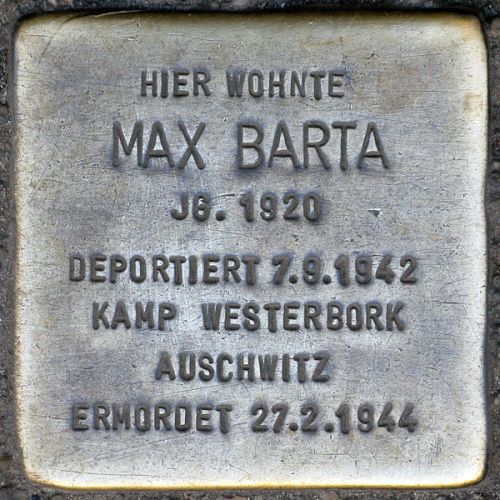 HIER WOHNTE
MAX BARTA
JG. 1920
DEPORTIERT 7.9.1942
KAMP WESTERBORK
AUSCHWITZ
ERMORDET 27.2.1944